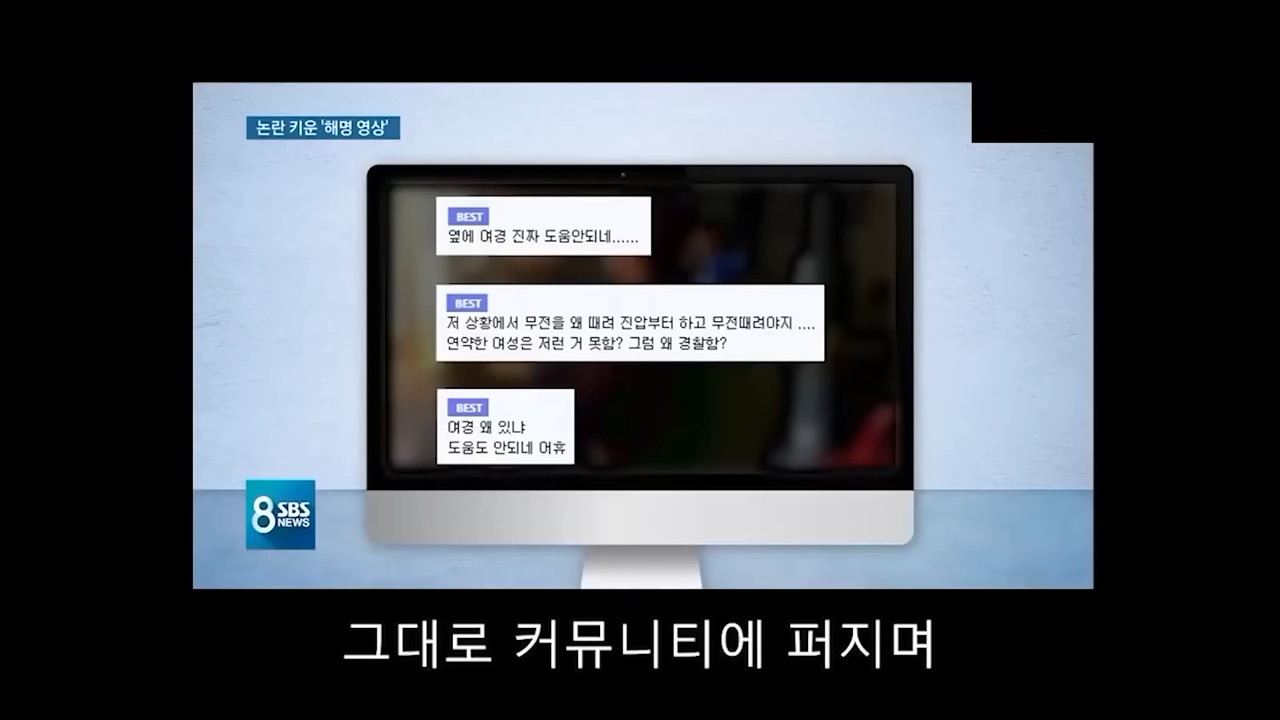 논란 키운 '해명 영상'
BEST
옆에 여경 진짜 도움안되네......
BEST
저 상황에서 무전을 왜 때려 진압부터 하고 무전때려야지 ....
연약한 여성은 저런 거 못함? 그럼 왜 경찰함?
BEST
여경 왜 있냐
도움도 안되네 어휴
8 SBS
NEWS
그대로 커뮤니티에 퍼지며